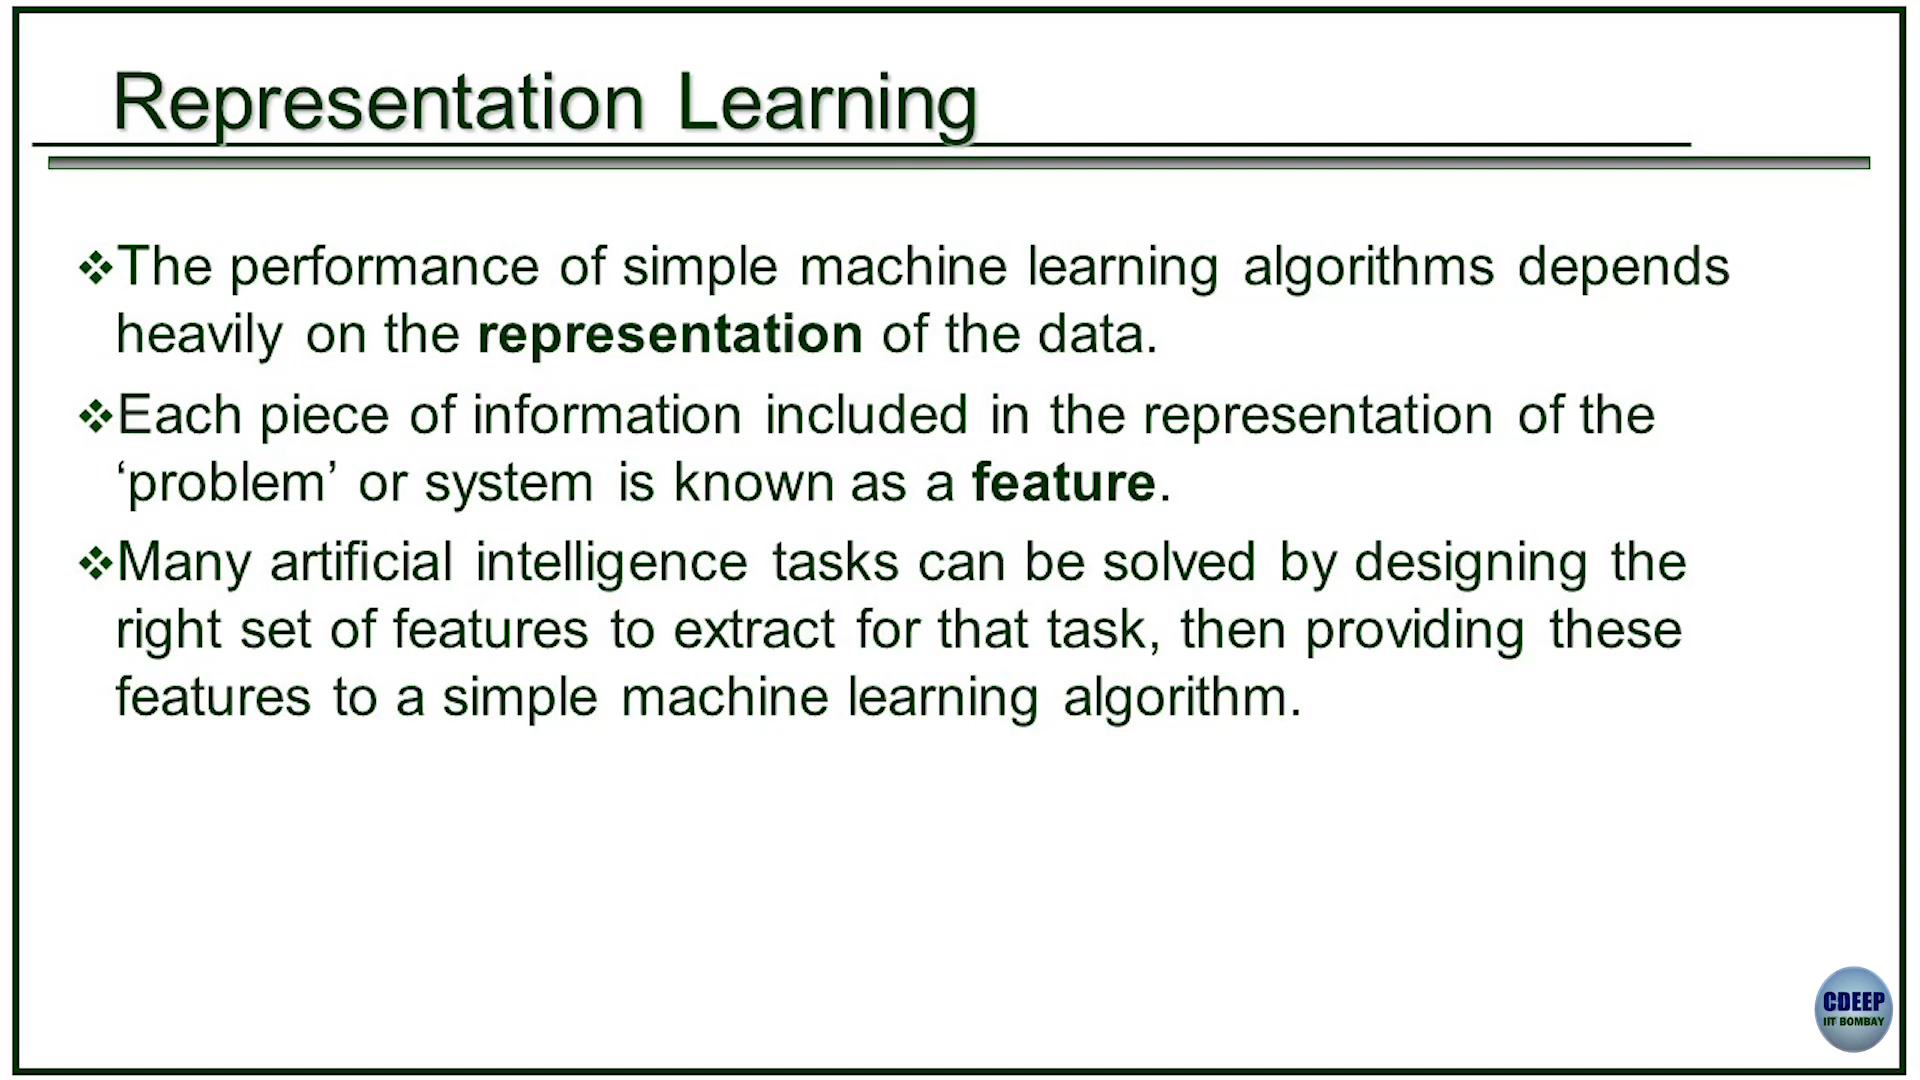 Representation Learning
❖The performance of simple machine learning algorithms depends
heavily on the representation of the data.
❖Each piece of information included in the representation of the
‘problem’ or system is known as a feature.
❖Many artificial intelligence tasks can be solved by designing the
right set of features to extract for that task, then providing these
features to a simple machine learning algorithm.
CDEEP
IIT BOMBAY